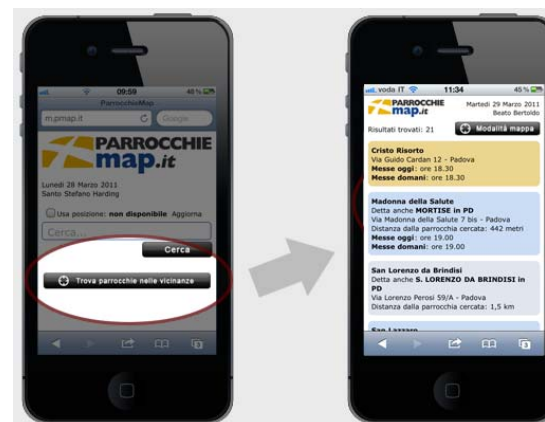 09:59
48%
ParrocchieMap
m.pmap.it
Google
PARROCCHIE
map.it
Lunedì 28 Marzo 2011
Santo Stefano Harding
Usa posizione: non disponibile Aggiorna
Cerca...
Cerca
Trova parrocchie nelle vicinanze
voda IT
11:34
45%
PARROCCHIE
map.it
Martedì 29 Marzo 2011
Beato Bertoldo
Risultati trovati: 21
Modalità mappa
Cristo Risorto
Via Guido Cardan 12 - Padova
Messe oggi: ore 18.30
Messe domani: ore 18.30
Madonna della Salute
Detta anche MORTISE in PD
Via Madonna della Salute 7 bis - Padova
Distanza dalla parrocchia cercata: 442 metri
Messe oggi: ore 19.00
Messe domani: ore 19.00
San Lorenzo da Brindisi
Detta anche S. LORENZO DA BRINDISI in
PD
Via Lorenzo Perosi 59/A - Padova
Distanza dalla parrocchia cercata: 1,5 km
San Lazzaro